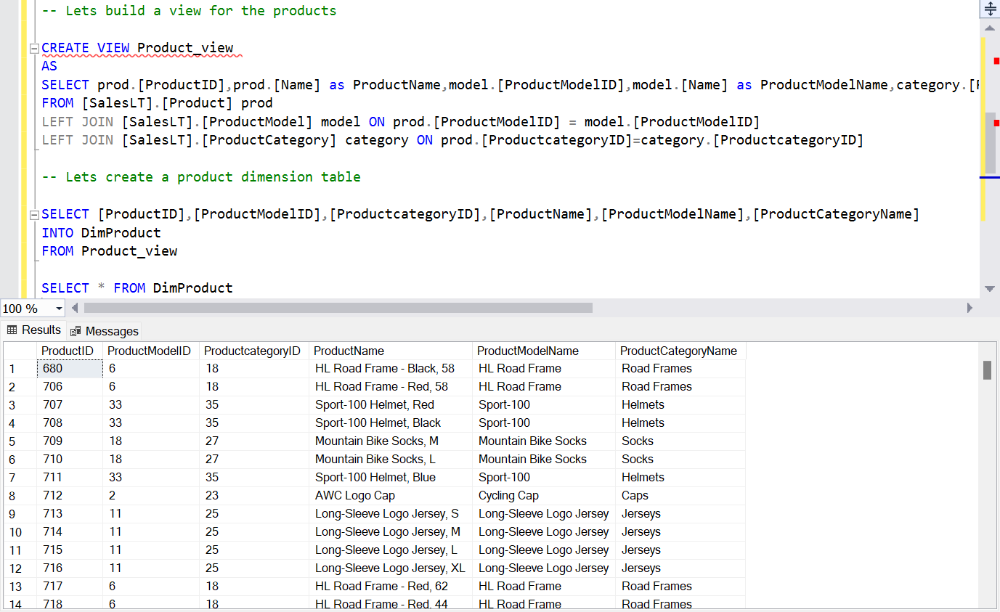 -- Lets build a view for the products
CREATE VIEW Product_view
AS
SELECT prod.[ProductID],prod.[Name] as ProductName,model.[ProductModelID],model.[Name] as ProductModelName,category.[
FROM [SalesLT].[Product] prod
LEFT JOIN [SalesLT].[ProductModel] model ON prod.[ProductModelID] = model.[ProductModelID]
LEFT JOIN [SalesLT].[ProductCategory] category ON prod.[ProductcategoryID]=category.[ProductcategoryID]
-- Lets create a product dimension table
SELECT [ProductID],[ProductModelID],[ProductcategoryID],[ProductName],[ProductModelName],[ProductCategoryName]
INTO DimProduct
FROM Product_view
SELECT * FROM DimProduct
100 %
Results Messages
ProductID ProductModelID ProductcategoryID ProductName ProductModelName ProductCategoryName
1 680 6 18 HL Road Frame - Black, 58 HL Road Frame Road Frames
2 706 6 18 HL Road Frame - Red, 58 HL Road Frame Road Frames
3 707 33 35 Sport-100 Helmet, Red Sport-100 Helmets
4 708 33 35 Sport-100 Helmet, Black Sport-100 Helmets
5 709 18 27 Mountain Bike Socks, M Mountain Bike Socks Socks
6 710 18 27 Mountain Bike Socks, L Mountain Bike Socks Socks
7 711 33 35 Sport-100 Helmet, Blue Sport-100 Helmets
8 712 2 23 AWC Logo Cap Cycling Cap Caps
9 713 11 25 Long-Sleeve Logo Jersey, S Long-Sleeve Logo Jersey Jerseys
10 714 11 25 Long-Sleeve Logo Jersey, M Long-Sleeve Logo Jersey Jerseys
11 715 11 25 Long-Sleeve Logo Jersey, L Long-Sleeve Logo Jersey Jerseys
12 716 11 25 Long-Sleeve Logo Jersey, XL Long-Sleeve Logo Jersey Jerseys
13 717 6 18 HL Road Frame - Red, 62 HL Road Frame Road Frames
14 718 6 18 HL Road Frame - Red, 44 HL Road Frame Road Frames